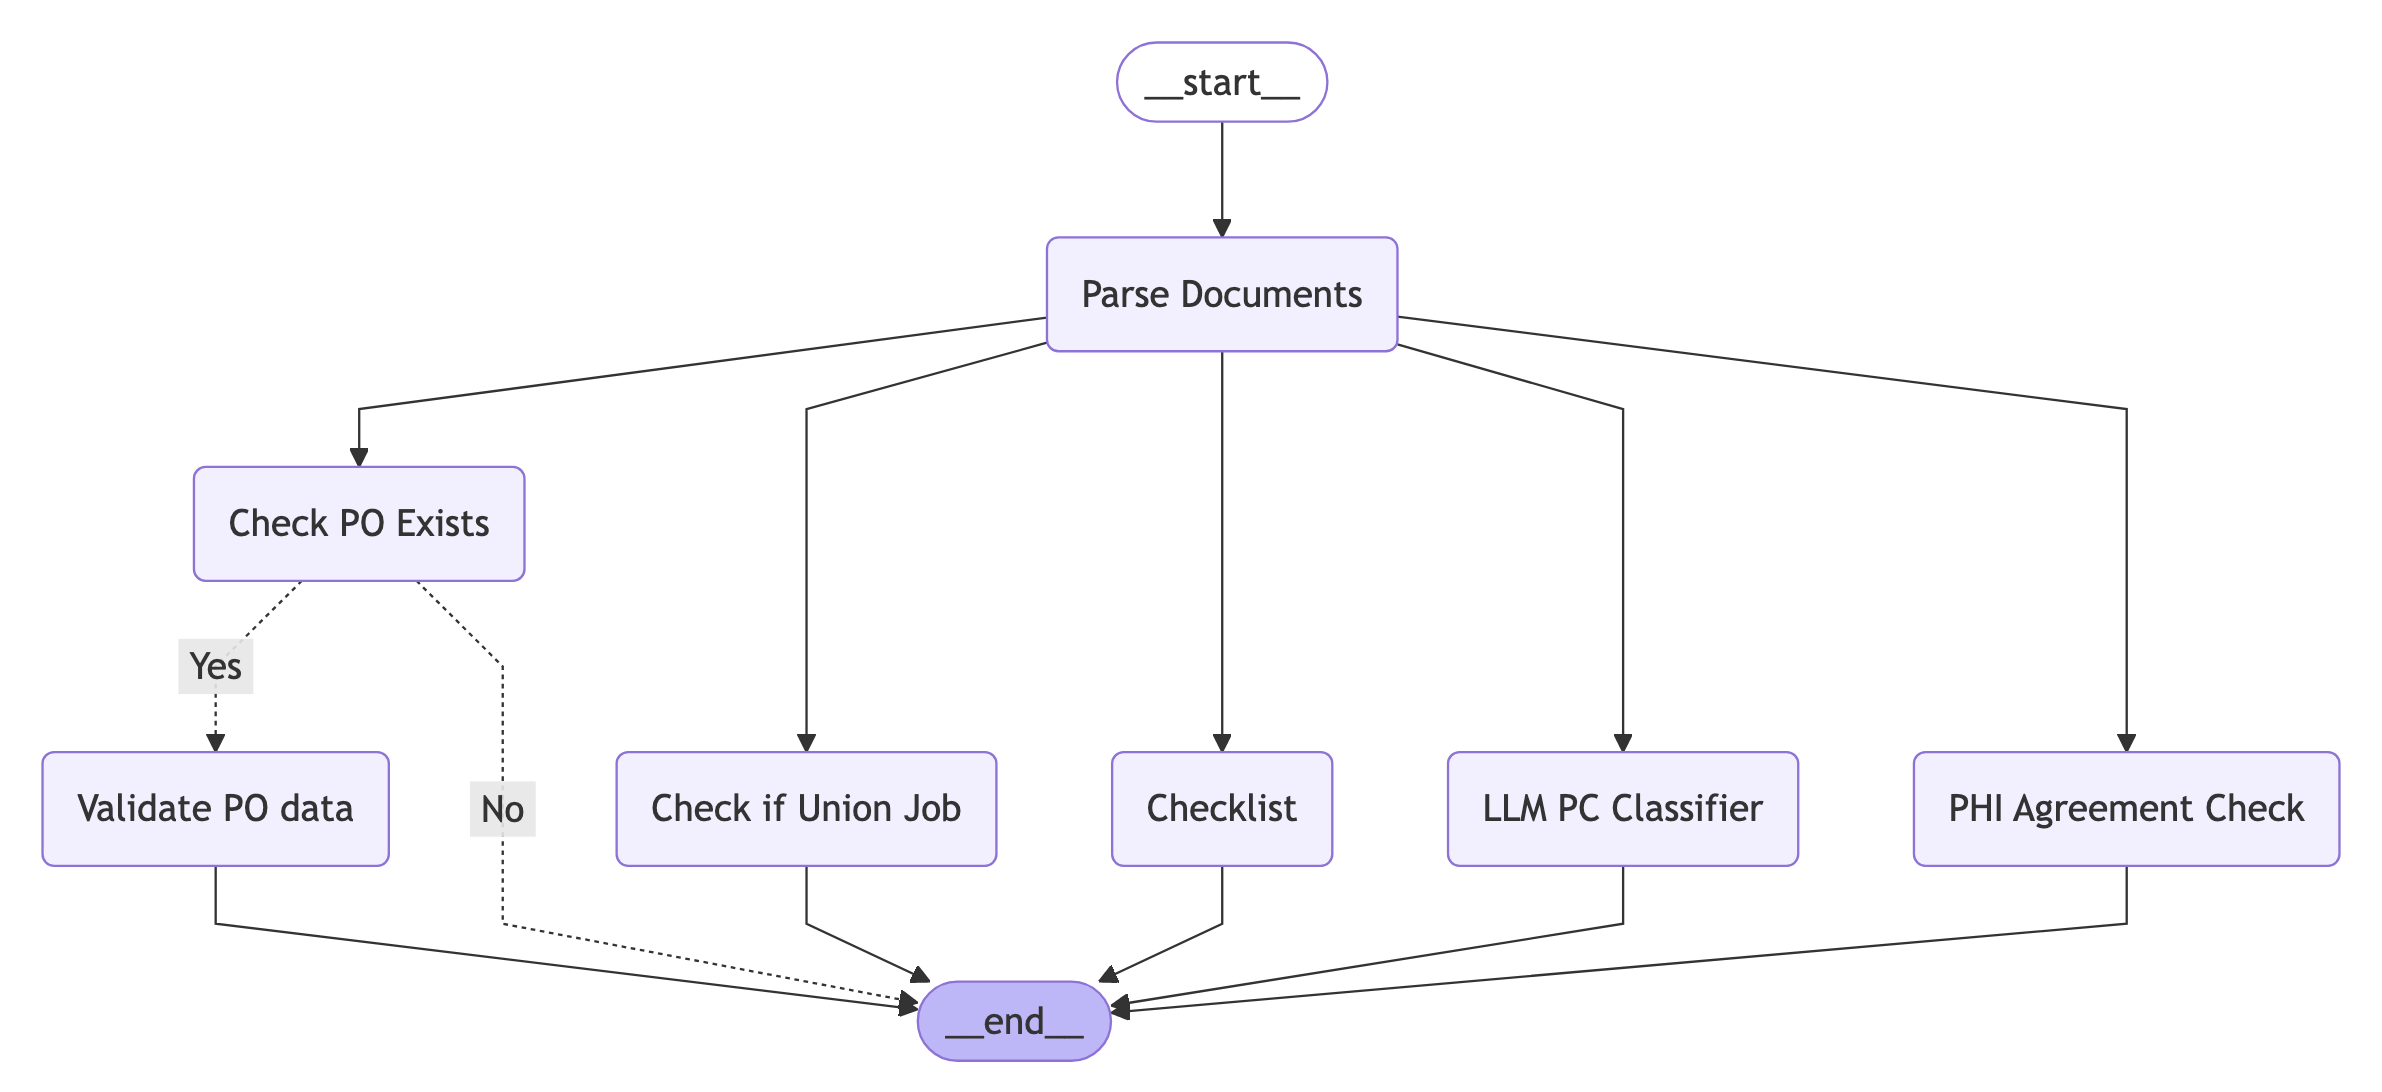 __start__
Parse Documents
Check PO Exists
Yes
Validate PO data
No
Check if Union Job
Checklist
LLM PC Classifier
PHI Agreement Check
__end__